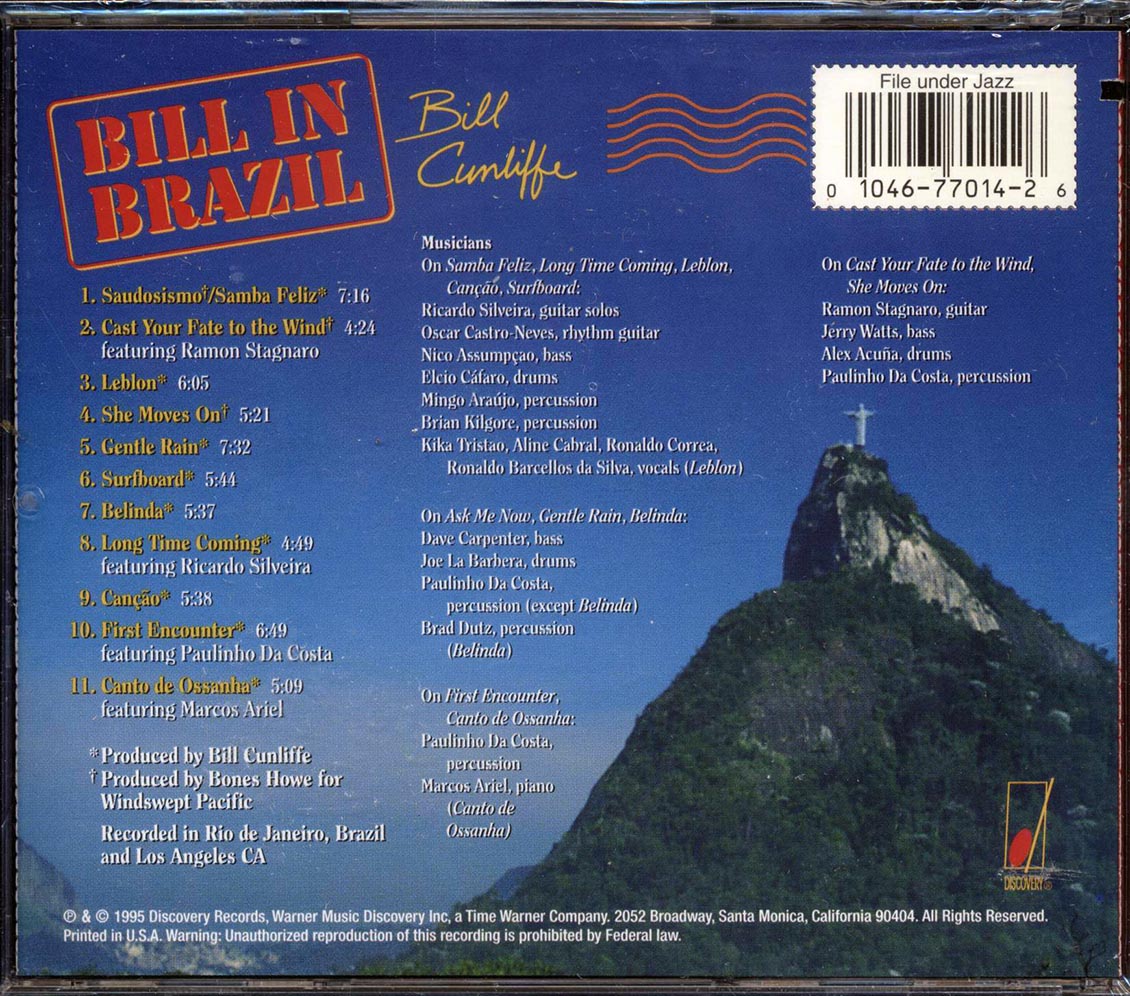 BILL IN
BRAZIL
Bill
Cunliffe
File under Jazz
0 1046-77014-2 6
1. Saudosismo†/Samba Feliz* 7:16
2. Cast Your Fate to the Wind† 4:24
featuring Ramon Stagnaro
3. Leblon* 6:05
4. She Moves On† 5:21
5. Gentle Rain* 7:32
6. Surfboard* 5:44
7. Belinda* 5:37
8. Long Time Coming* 4:49
featuring Ricardo Silveira
9. Canção* 5:38
10. First Encounter* 6:49
featuring Paulinho Da Costa
11. Canto de Ossanha* 5:09
featuring Marcos Ariel
*Produced by Bill Cunliffe
† Produced by Bones Howe for
Windswept Pacific
Recorded in Rio de Janeiro, Brazil
and Los Angeles CA
Musicians
On Samba Feliz, Long Time Coming, Leblon,
Canção, Surfboard:
Ricardo Silveira, guitar solos
Oscar Castro-Neves, rhythm guitar
Nico Assumpçao, bass
Elcio Cáfaro, drums
Mingo Araújo, percussion
Brian Kilgore, percussion
Kika Tristao, Aline Cabral, Ronaldo Correa,
Ronaldo Barcellos da Silva, vocals (Leblon)
On Ask Me Now, Gentle Rain, Belinda:
Dave Carpenter, bass
Joe La Barbera, drums
Paulinho Da Costa,
percussion (except Belinda)
Brad Dutz, percussion
(Belinda)
On First Encounter,
Canto de Ossanha:
Paulinho Da Costa,
percussion
Marcos Ariel, piano
(Canto de
Ossanha)
On Cast Your Fate to the Wind,
She Moves On:
Ramon Stagnaro, guitar
Jerry Watts, bass
Alex Acuña, drums
Paulinho Da Costa, percussion
DISCOVERY®
℗ & © 1995 Discovery Records, Warner Music Discovery Inc, a Time Warner Company. 2052 Broadway, Santa Monica, California 90404. All Rights Reserved.
Printed in U.S.A. Warning: Unauthorized reproduction of this recording is prohibited by Federal law.